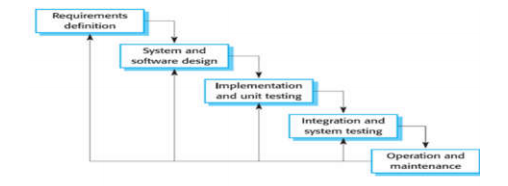 Requirements
definition
System and
software design
Implementation
and unit testing
Integration and
system testing
Operation and
maintenance